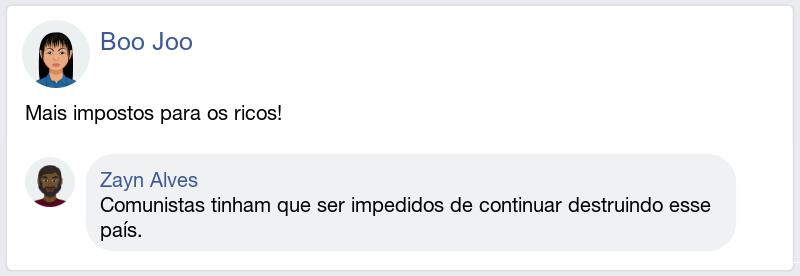 Boo Joo
Mais impostos para os ricos!
Zayn Alves
Comunistas tinham que ser impedidos de continuar destruindo esse
país.